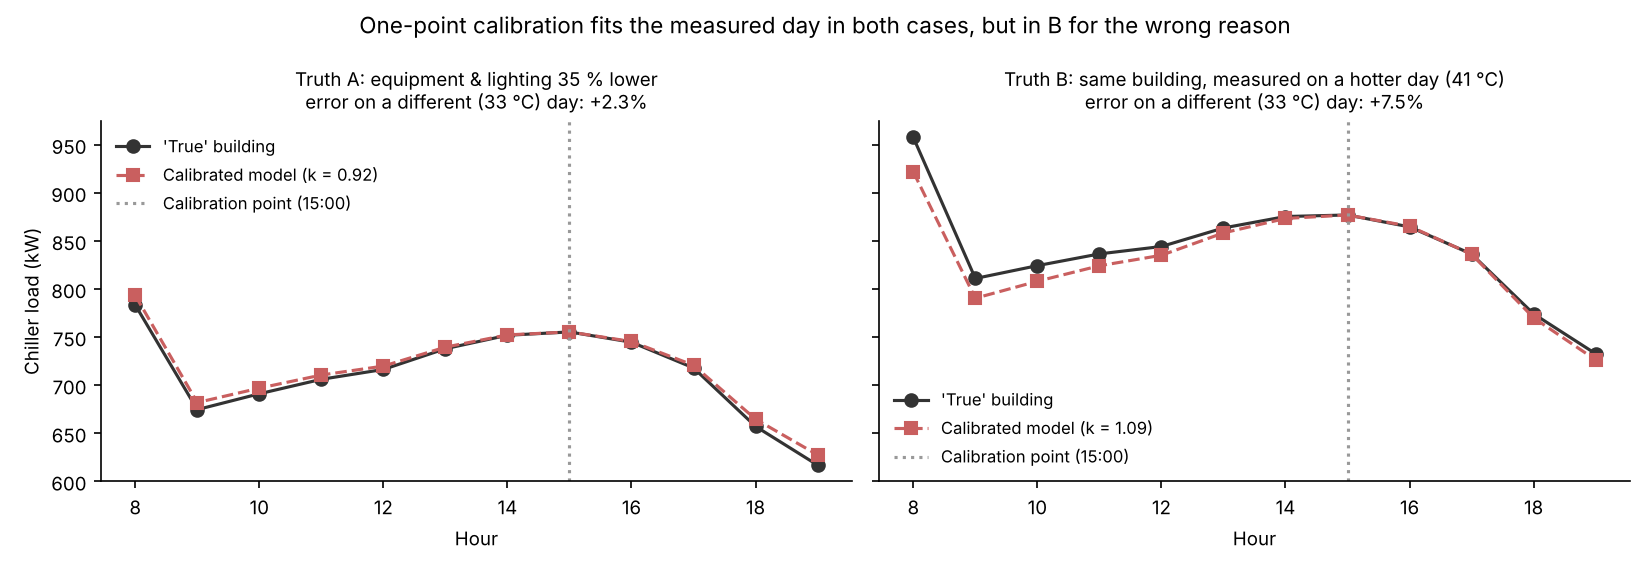 One-point calibration fits the measured day in both cases, but in B for the wrong reason
Truth A: equipment & lighting 35 % lower
error on a different (33 °C) day: +2.3%
950
900
850
800
750
700
650
600
Chiller load (kW)
'True' building
Calibrated model (k = 0.92)
Calibration point (15:00)
8
10
12
14
16
18
Hour
Truth B: same building, measured on a hotter day (41 °C)
error on a different (33 °C) day: +7.5%
'True' building
Calibrated model (k = 1.09)
Calibration point (15:00)
8
10
12
14
16
18
Hour